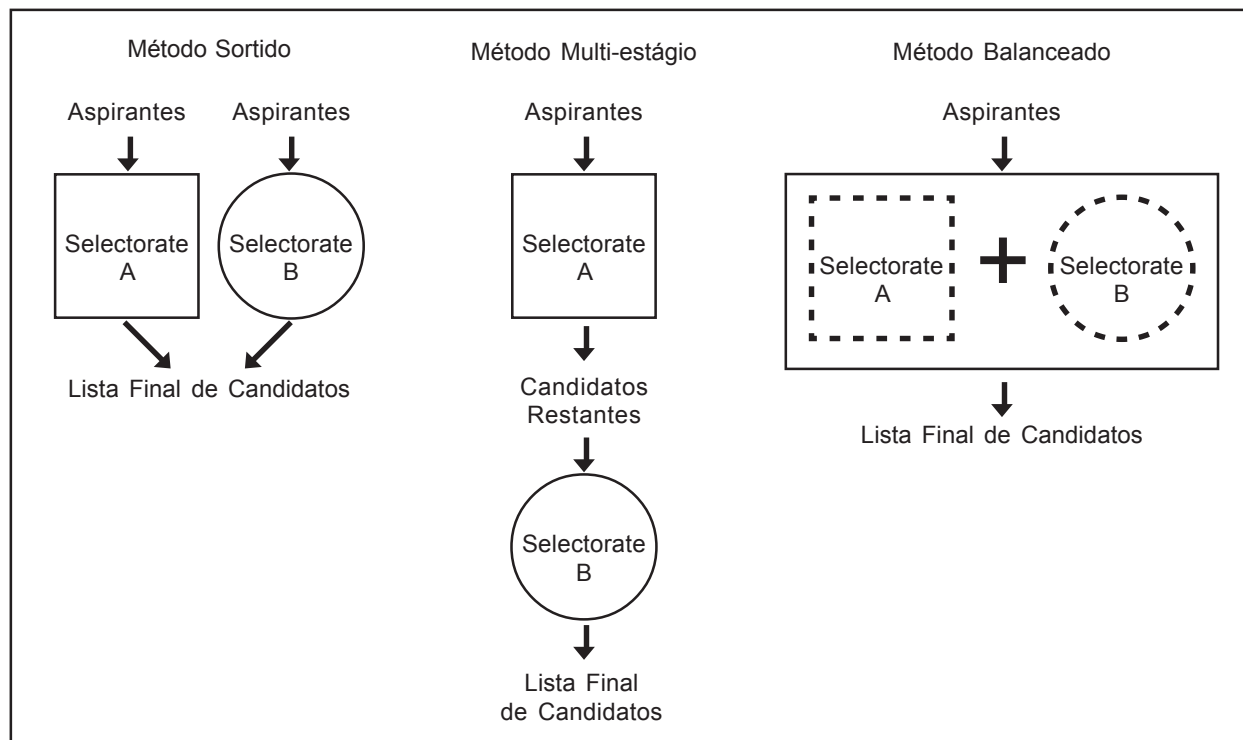 Método Sortido
Aspirantes
Aspirantes
Selectorate
A
Selectorate
B
Lista Final de Candidatos
Método Multi-estágio
Aspirantes
Selectorate
A
Candidatos
Restantes
Selectorate
B
Lista Final
de Candidatos
Método Balanceado
Aspirantes
Selectorate
A
+
Selectorate
B
Lista Final de Candidatos